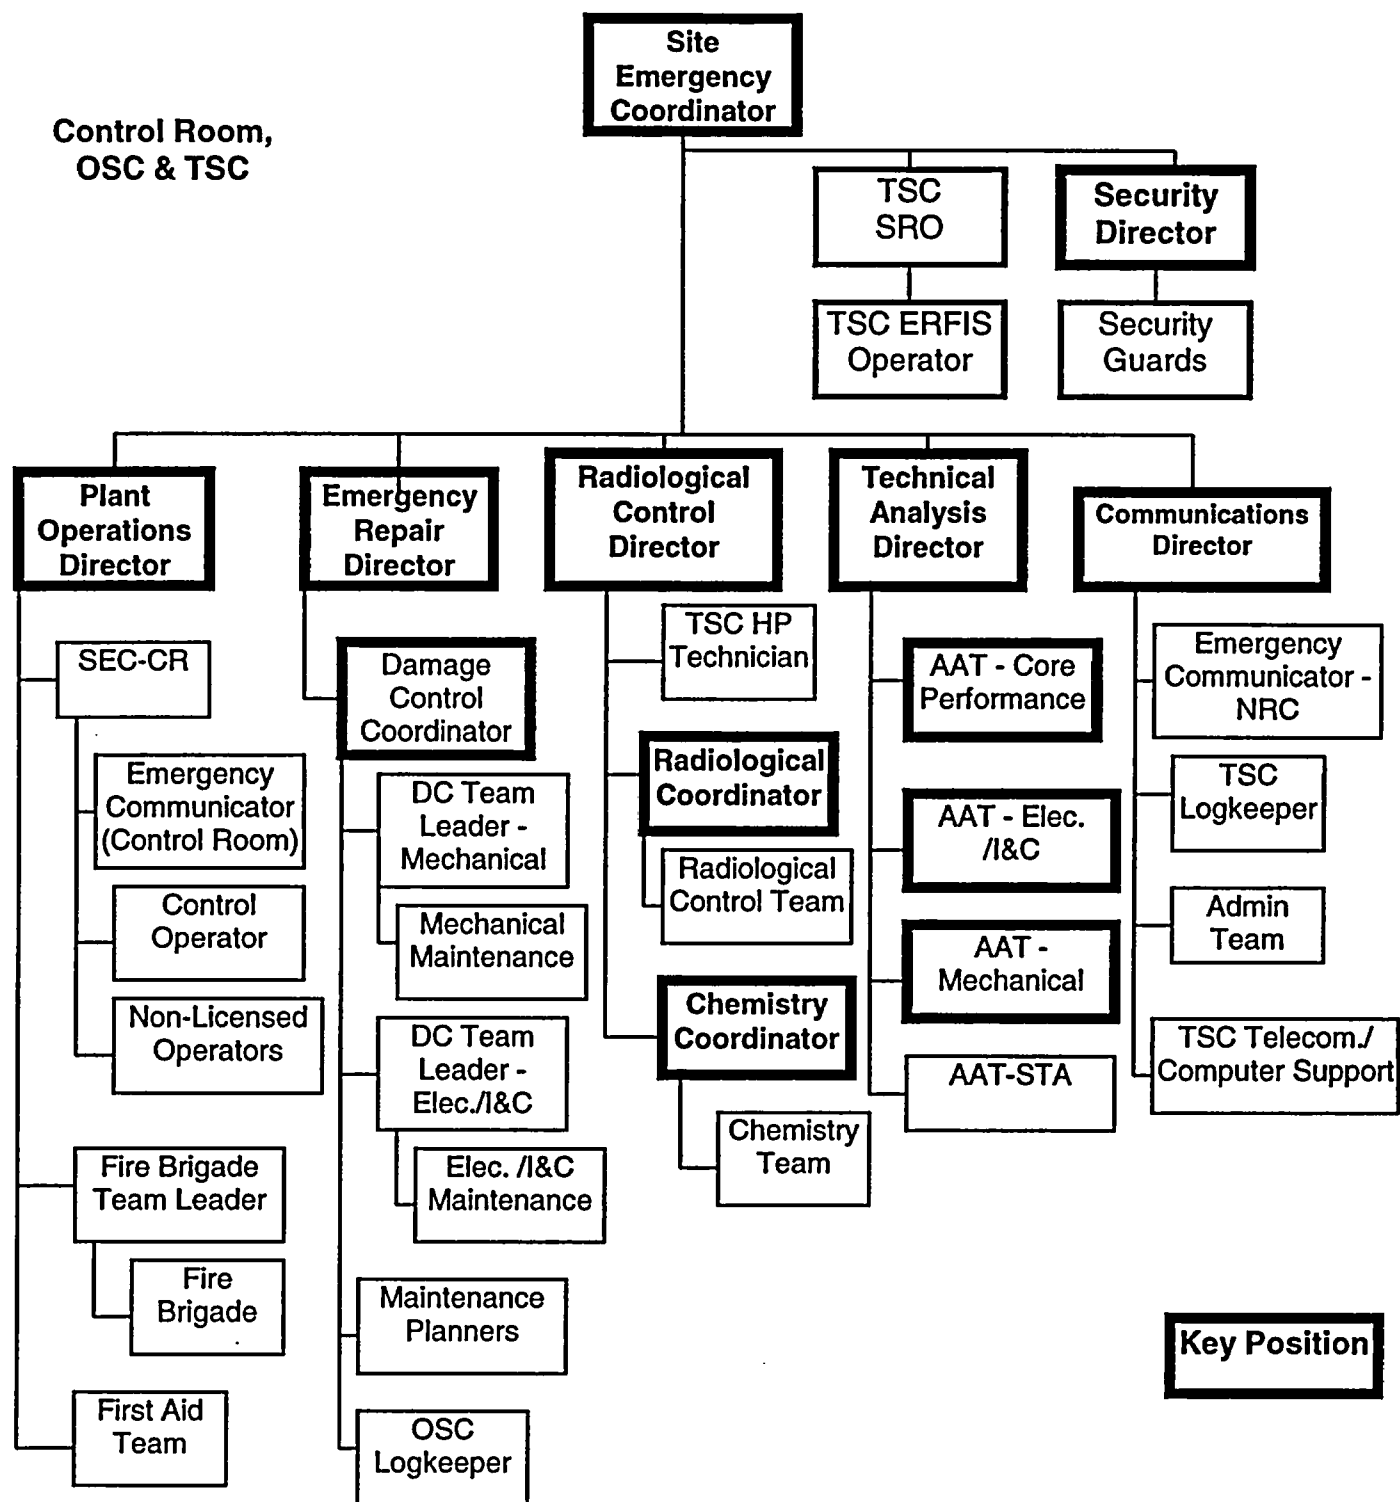 Site
Emergency
Coordinator
Control Room,
OSC & TSC
TSC
SRO
Security
Director
TSC ERFIS
Operator
Security
Guards
Plant
Operations
Director
Emergency
Repair
Director
Radiological
Control
Director
Technical
Analysis
Director
Communications
Director
SEC-CR
Emergency
Communicator
(Control Room)
Control
Operator
Non-Licensed
Operators
Fire Brigade
Team Leader
Fire
Brigade
First Aid
Team
Damage
Control
Coordinator
DC Team
Leader -
Mechanical
Mechanical
Maintenance
DC Team
Leader -
Elec./I&C
Elec. /I&C
Maintenance
Maintenance
Planners
OSC
Logkeeper
TSC HP
Technician
Radiological
Coordinator
Radiological
Control Team
Chemistry
Coordinator
Chemistry
Team
AAT - Core
Performance
AAT - Elec.
/I&C
AAT -
Mechanical
AAT-STA
Emergency
Communicator -
NRC
TSC
Logkeeper
Admin
Team
TSC Telecom./
Computer Support
Key Position